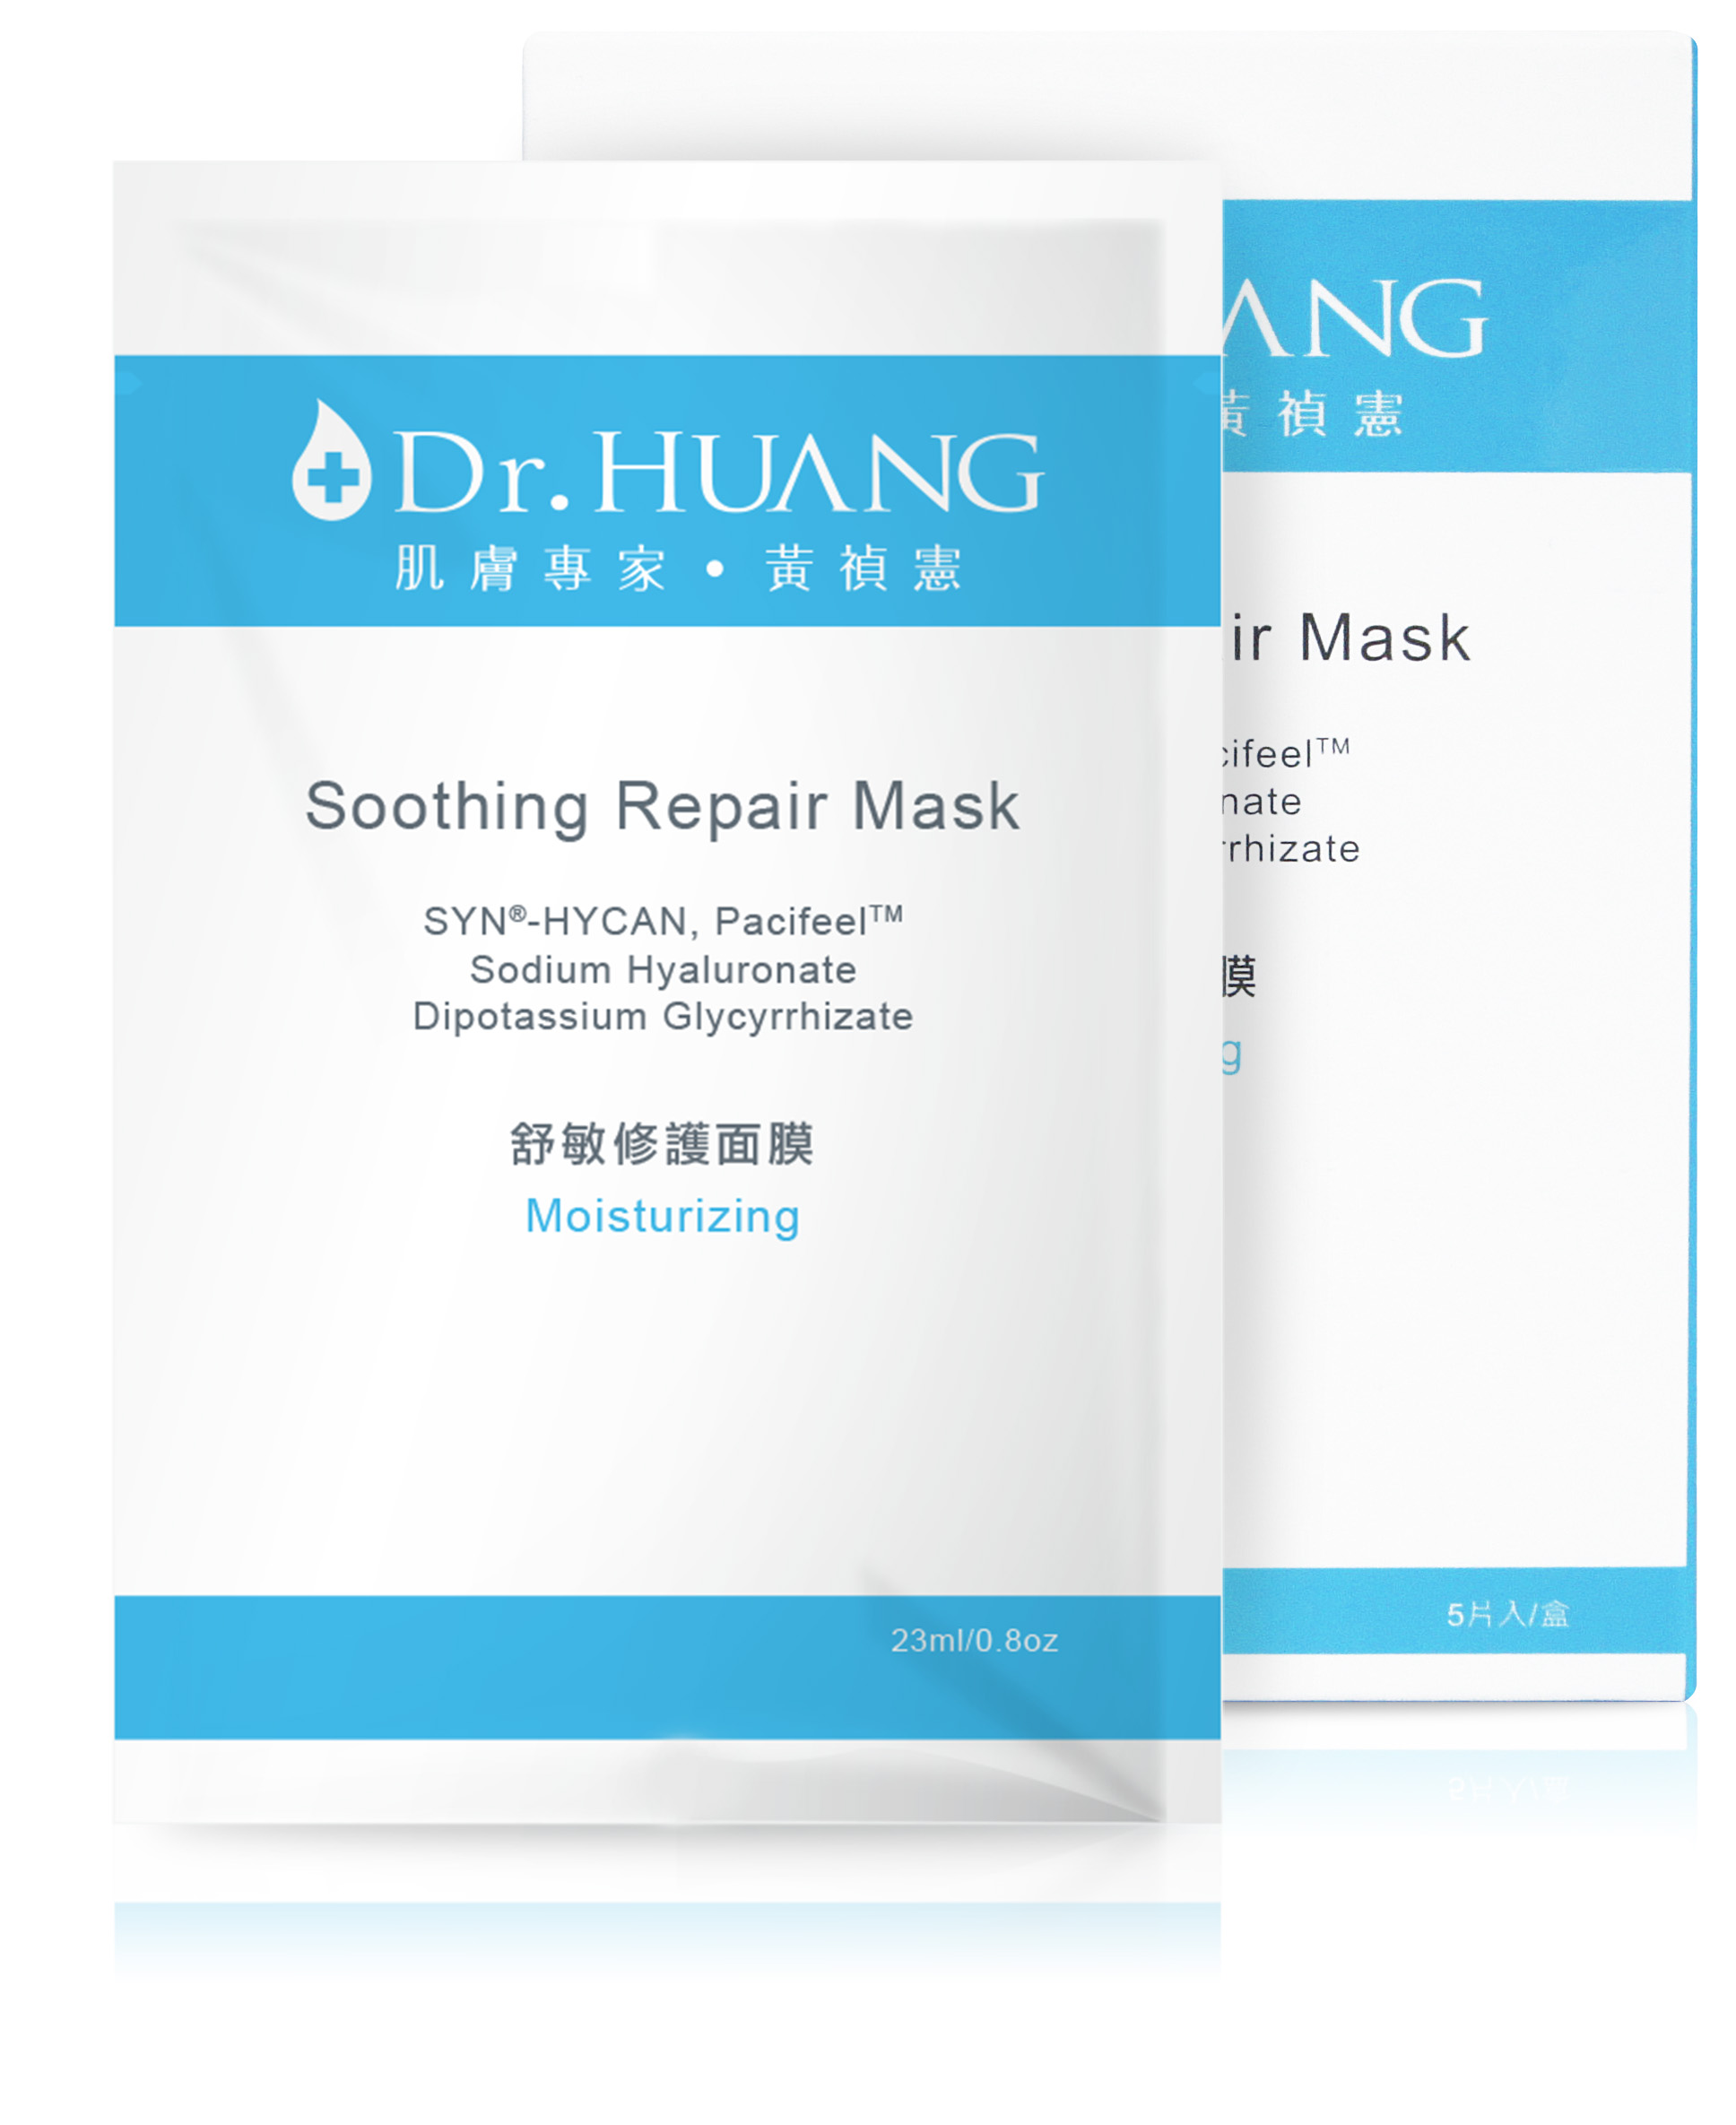 Dr. HUANG
肌膚專家•黃禎憲
Soothing Repair Mask
SYN®-HYCAN, Pacifeel™
Sodium Hyaluronate
Dipotassium Glycyrrhizate
舒敏修護面膜
Moisturizing
23ml/0.8oz
ANG
黃禎憲
ir Mask
cifeel™
nate
rrhizate
膜
g
5片入/盒